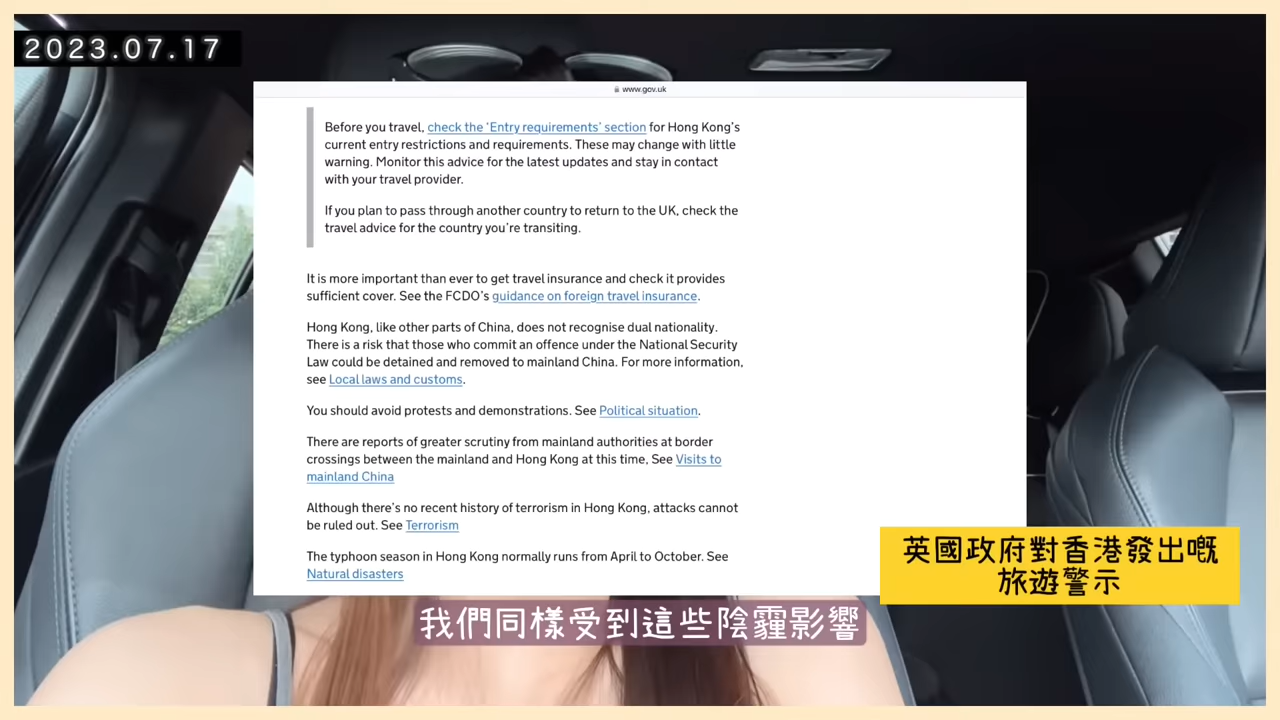 2023.07.17
www.gov.uk
Before you travel, check the ‘Entry requirements’ section for Hong Kong’s
current entry restrictions and requirements. These may change with little
warning. Monitor this advice for the latest updates and stay in contact
with your travel provider.
If you plan to pass through another country to return to the UK, check the
travel advice for the country you’re transiting.
It is more important than ever to get travel insurance and check it provides
sufficient cover. See the FCDO’s guidance on foreign travel insurance.
Hong Kong, like other parts of China, does not recognise dual nationality.
There is a risk that those who commit an offence under the National Security
Law could be detained and removed to mainland China. For more information,
see Local laws and customs.
You should avoid protests and demonstrations. See Political situation.
There are reports of greater scrutiny from mainland authorities at border
crossings between the mainland and Hong Kong at this time, See Visits to
mainland China
Although there’s no recent history of terrorism in Hong Kong, attacks cannot
be ruled out. See Terrorism
The typhoon season in Hong Kong normally runs from April to October. See
Natural disasters
英國政府對香港發出嘅
旅遊警示
我們同樣受到這些陰霾影響